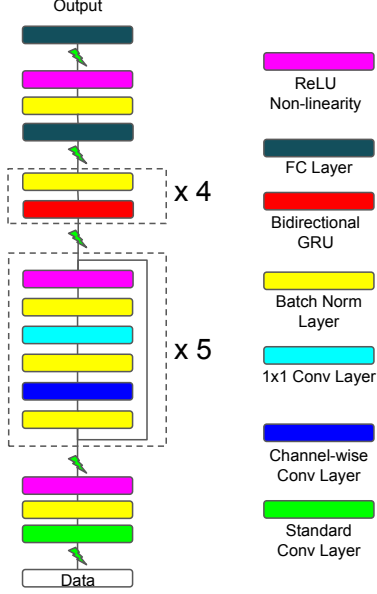 Output
x 4
x 5
Data
ReLU
Non-linearity
FC Layer
Bidirectional
GRU
Batch Norm
Layer
1x1 Conv Layer
Channel-wise
Conv Layer
Standard
Conv Layer